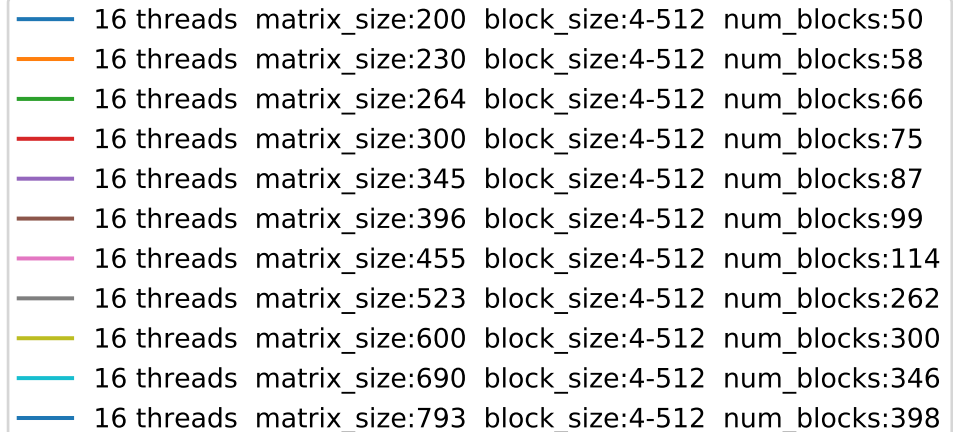 16 threads  matrix_size:200  block_size:4-512  num_blocks:50
16 threads  matrix_size:230  block_size:4-512  num_blocks:58
16 threads  matrix_size:264  block_size:4-512  num_blocks:66
16 threads  matrix_size:300  block_size:4-512  num_blocks:75
16 threads  matrix_size:345  block_size:4-512  num_blocks:87
16 threads  matrix_size:396  block_size:4-512  num_blocks:99
16 threads  matrix_size:455  block_size:4-512  num_blocks:114
16 threads  matrix_size:523  block_size:4-512  num_blocks:262
16 threads  matrix_size:600  block_size:4-512  num_blocks:300
16 threads  matrix_size:690  block_size:4-512  num_blocks:346
16 threads  matrix_size:793  block_size:4-512  num_blocks:398